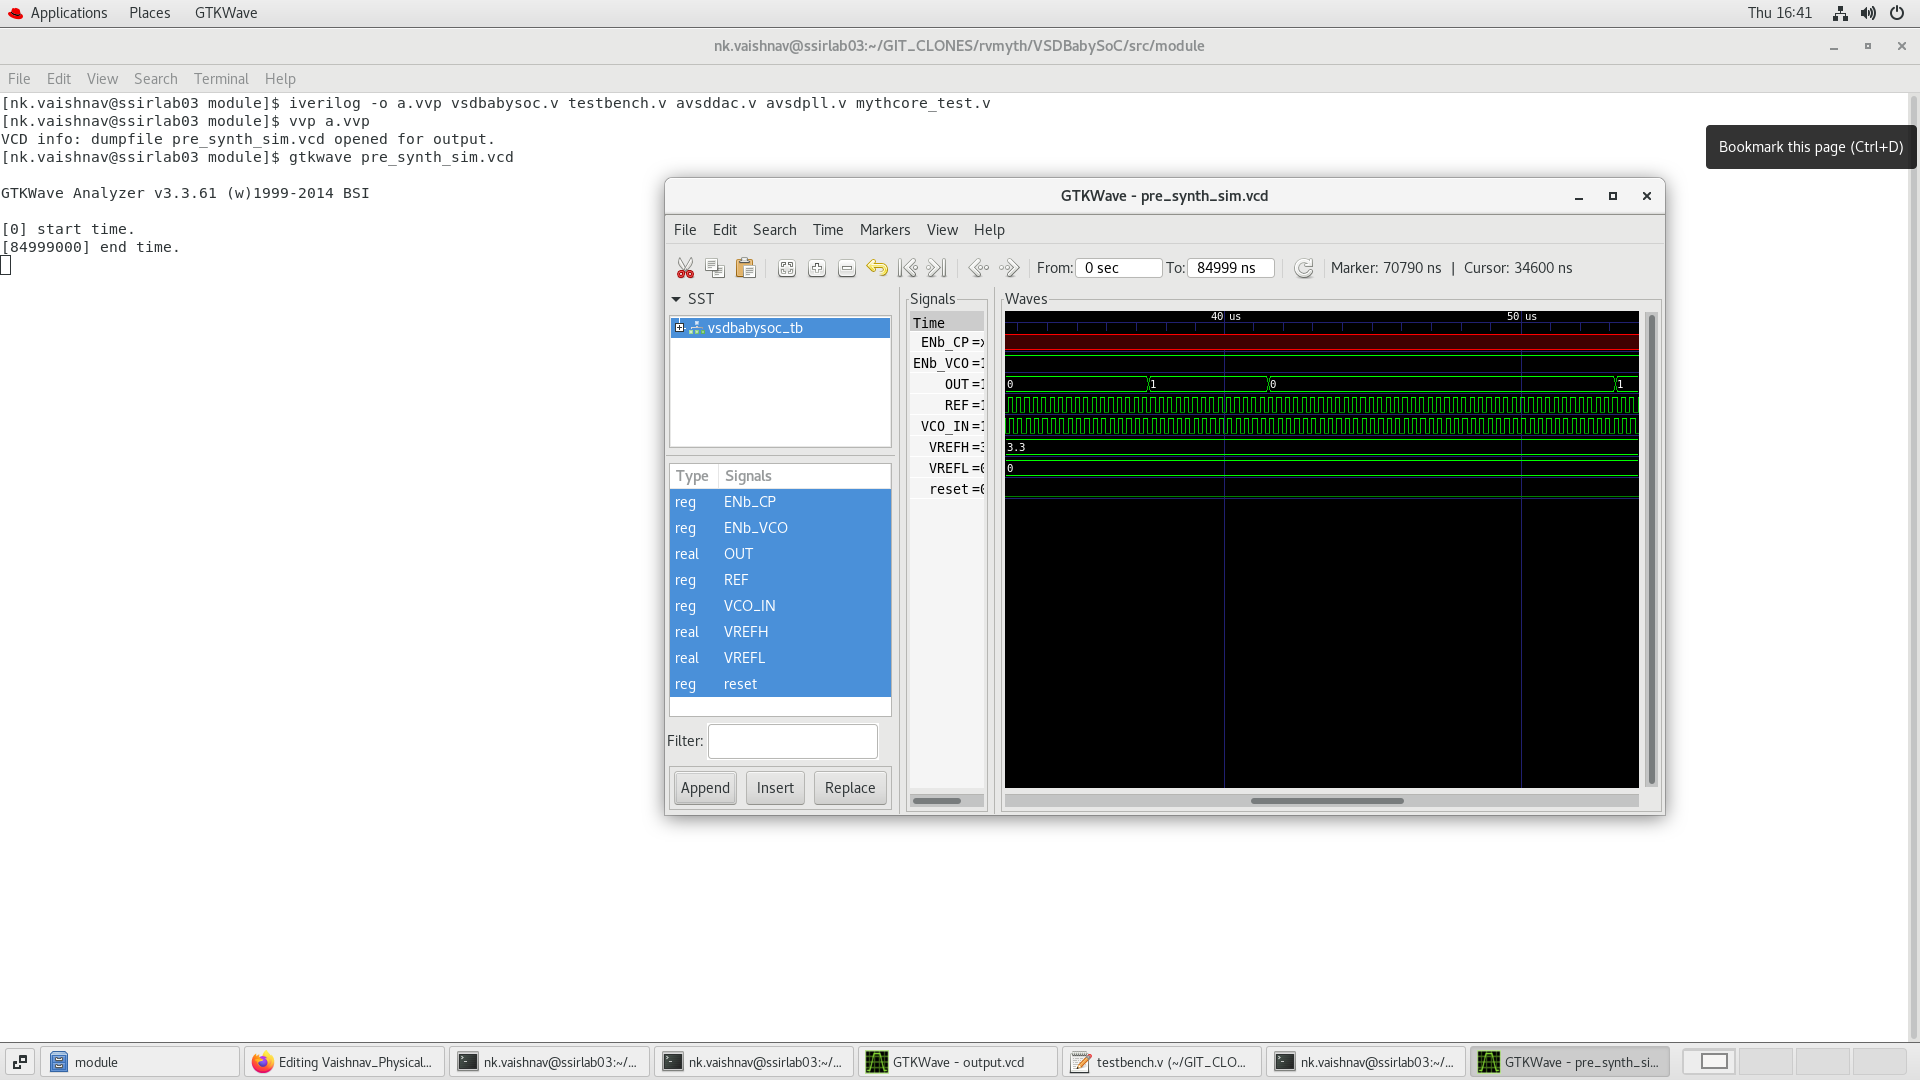 Applications Places GTKWave Thu 16:41
nk.vaishnav@ssirlab03:~/GIT_CLONES/rvmyth/VSDBabySoC/src/module
File Edit View Search Terminal Help
[nk.vaishnav@ssirlab03 module]$ iverilog -o a.vvp vsdbabysoc.v testbench.v avsddac.v avsdpll.v mythcore_test.v
[nk.vaishnav@ssirlab03 module]$ vvp a.vvp
VCD info: dumpfile pre_synth_sim.vcd opened for output.
[nk.vaishnav@ssirlab03 module]$ gtkwave pre_synth_sim.vcd
GTKWave Analyzer v3.3.61 (w)1999-2014 BSI
[0] start time.
[84999000] end time.
Bookmark this page (Ctrl+D)
GTKWave - pre_synth_sim.vcd
File Edit Search Time Markers View Help
From: 0 sec To: 84999 ns Marker: 70790 ns | Cursor: 34600 ns
SST
vsdbabysoc_tb
Type Signals
reg ENb_CP
reg ENb_VCO
real OUT
reg REF
reg VCO_IN
real VREFH
real VREFL
reg reset
Filter:
Append Insert Replace
Signals
Time
ENb_CP =x
ENb_VCO =1
OUT =1
REF =1
VCO_IN =1
VREFH =3
VREFL =0
reset =0
Waves
40 us 50 us
0 1 0 1
3.3
0
module Editing Vaishnav_Physical... nk.vaishnav@ssirlab03:~/... nk.vaishnav@ssirlab03:~/... GTKWave - output.vcd testbench.v (~/GIT_CLO... nk.vaishnav@ssirlab03:~/... GTKWave - pre_synth_si...